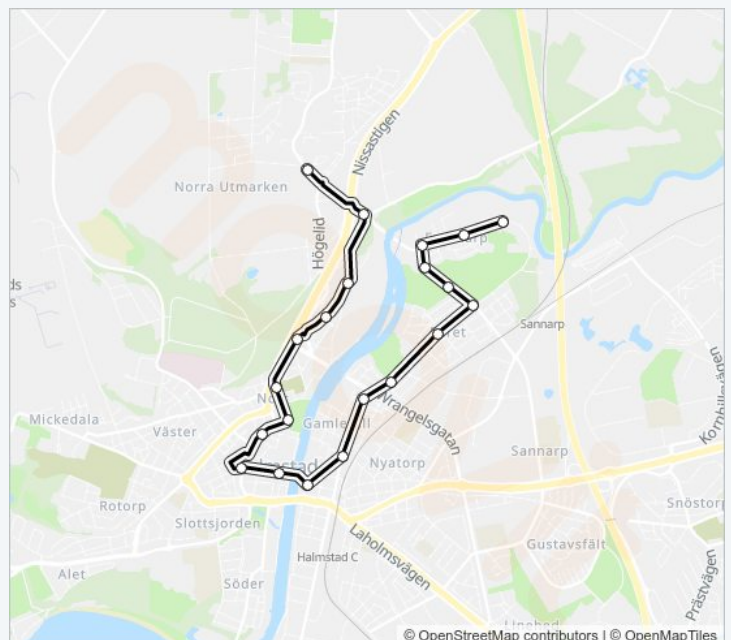 Nissastigen
Norra Utmarken
Högelid
Sannarp
Kornhillsvägen
Mickedala
Väster
Wrangelsgatan
Nyatorp
Sannarp
Rotorp
Slottsjorden
Snöstorp
Halmstad C
Laholmsvägen
Gustavsfält
Alet
Söder
Prästvägen
© OpenStreetMap contributors | © OpenMapTiles